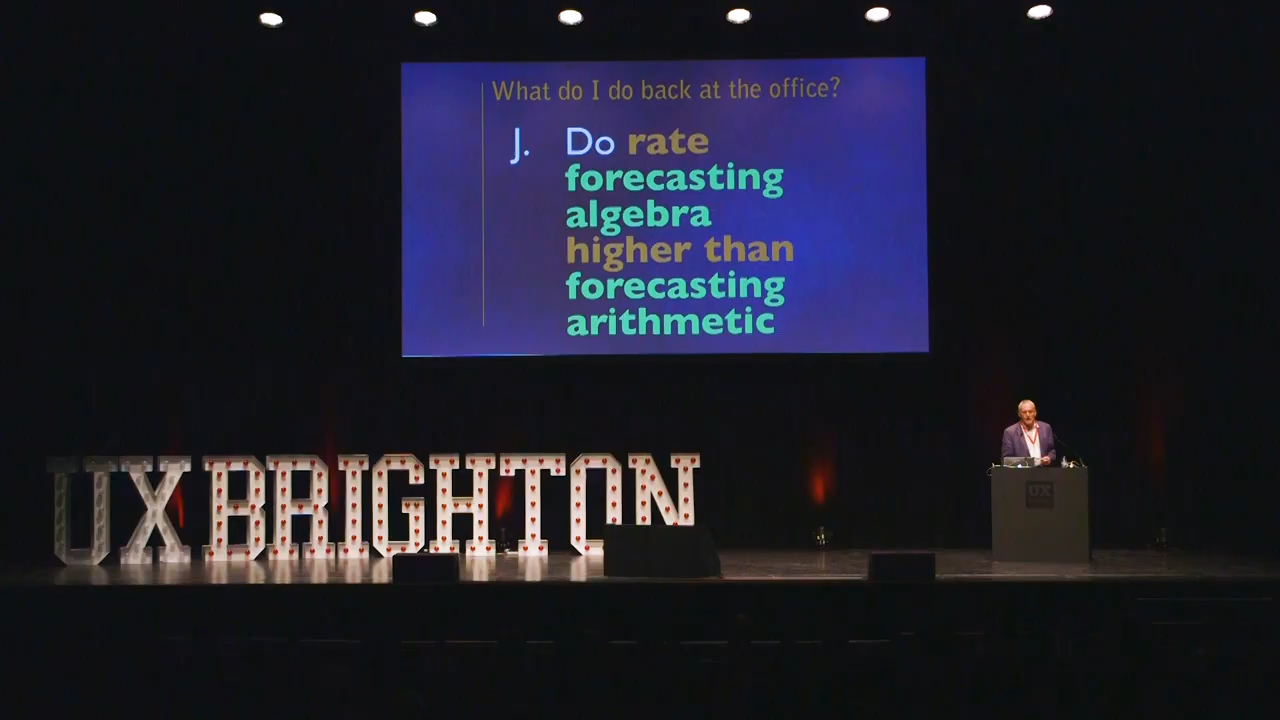 What do I do back at the office?
J. Do rate
forecasting
algebra
higher than
forecasting
arithmetic
UX BRIGHTON
UX